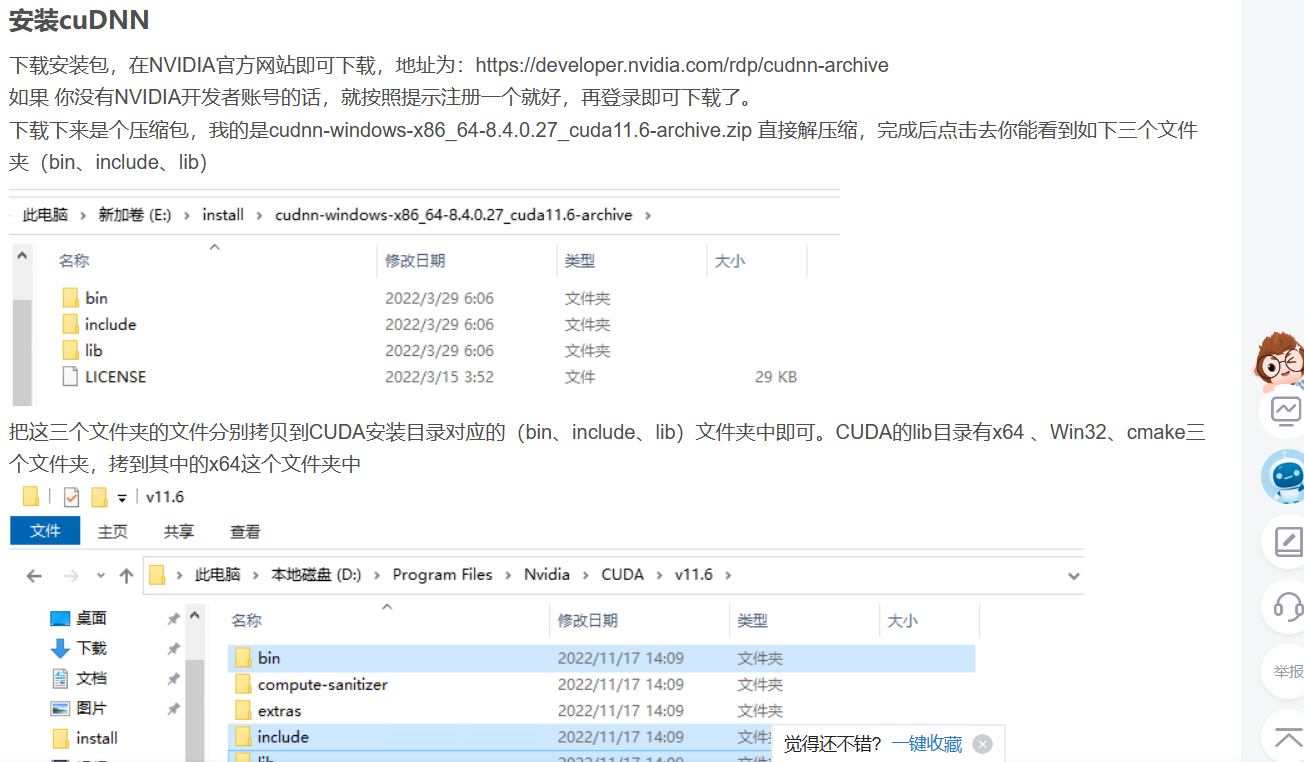 安装cuDNN
下载安装包，在NVIDIA官方网站即可下载，地址为：https://developer.nvidia.com/rdp/cudnn-archive
如果 你没有NVIDIA开发者账号的话，就按照提示注册一个就好，再登录即可下载了。
下载下来是个压缩包，我的是cudnn-windows-x86_64-8.4.0.27_cuda11.6-archive.zip 直接解压缩，完成后点击去你能看到如下三个文件
夹（bin、include、lib）
此电脑 › 新加卷 (E:) › install › cudnn-windows-x86_64-8.4.0.27_cuda11.6-archive ›
名称 修改日期 类型 大小
bin 2022/3/29 6:06 文件夹
include 2022/3/29 6:06 文件夹
lib 2022/3/29 6:06 文件夹
LICENSE 2022/3/15 3:52 文件 29 KB
把这三个文件夹的文件分别拷贝到CUDA安装目录对应的（bin、include、lib）文件夹中即可。CUDA的lib目录有x64 、Win32、cmake三
个文件夹，拷到其中的x64这个文件夹中
v11.6
文件 主页 共享 查看
此电脑 › 本地磁盘 (D:) › Program Files › Nvidia › CUDA › v11.6 ›
名称 修改日期 类型 大小
桌面
下载
文档
图片
install
bin 2022/11/17 14:09 文件夹
compute-sanitizer 2022/11/17 14:09 文件夹
extras 2022/11/17 14:09 文件夹
include 2022/11/17 14:09 文件
觉得还不错? 一键收藏
举报